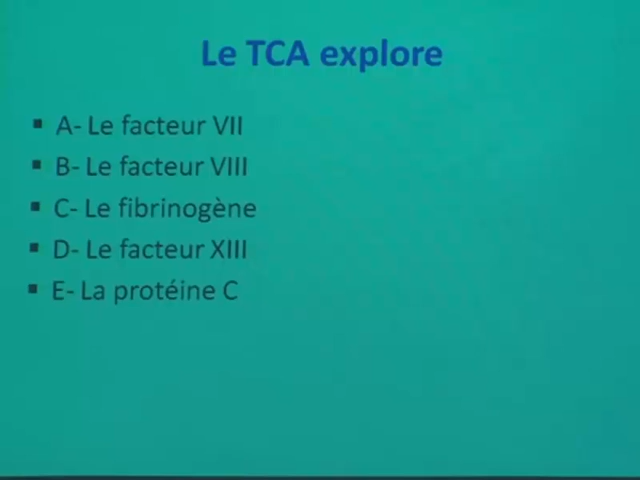 Le TCA explore
▪ A- Le facteur VII
▪ B- Le facteur VIII
▪ C- Le fibrinogène
▪ D- Le facteur XIII
▪ E- La protéine C